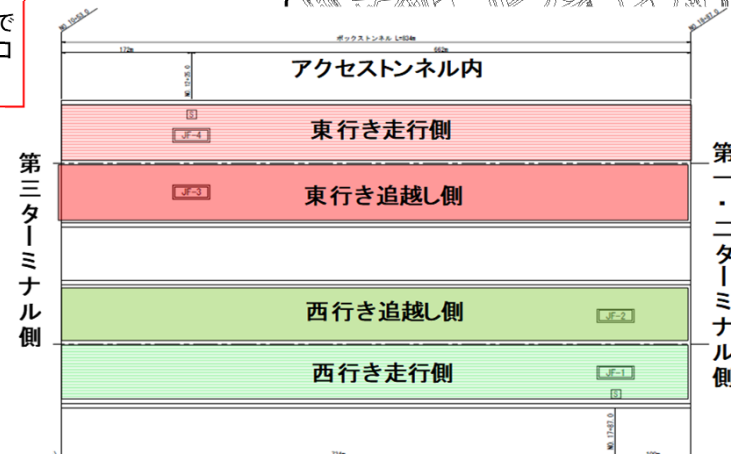 で
コ
ボックストンネル L=834m
172m
662m
アクセストンネル内
S
JF-4
東行き走行側
JF-3
東行き追越し側
第三ターミナル側
第一・二ターミナル側
西行き追越し側
JF-2
西行き走行側
JF-1
S